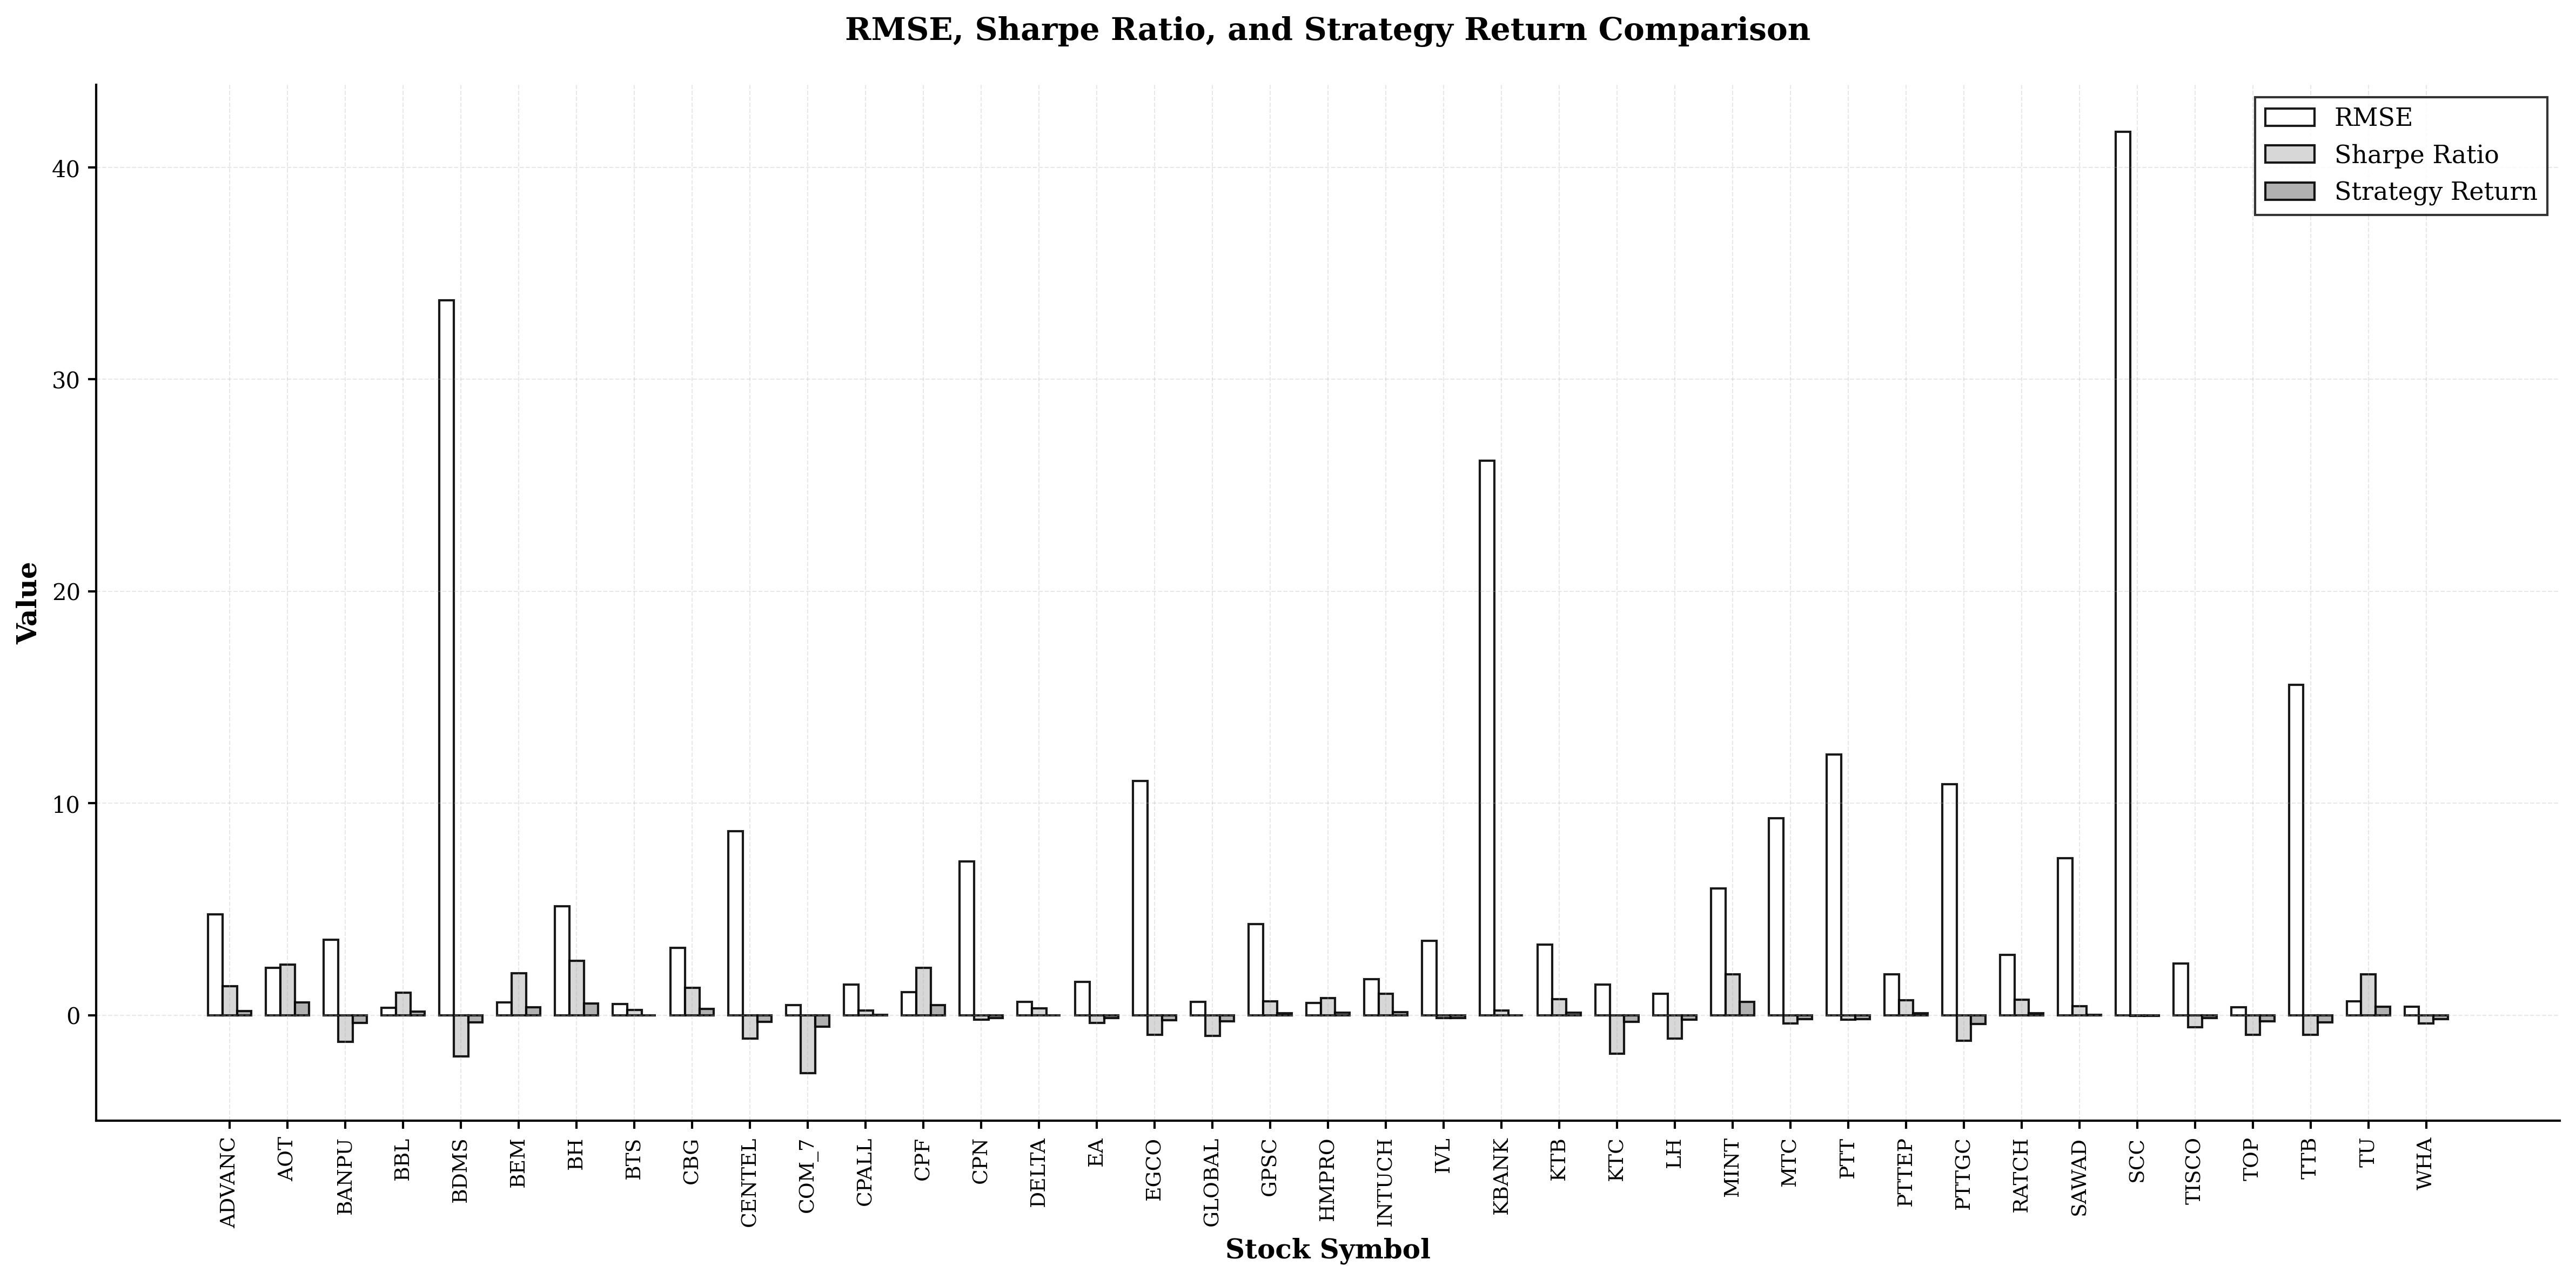 RMSE, Sharpe Ratio, and Strategy Return Comparison
RMSE
Sharpe Ratio
Strategy Return
Value
40
30
20
10
0
ADVANC
AOT
BANPU
BBL
BDMS
BEM
BH
BTS
CBG
CENTEL
COM_7
CPALL
CPF
CPN
DELTA
EA
EGCO
GLOBAL
GPSC
HMPRO
INTUCH
IVL
KBANK
KTB
KTC
LH
MINT
MTC
PTT
PTTEP
PTTGC
RATCH
SAWAD
SCC
TISCO
TOP
TTB
TU
WHA
Stock Symbol